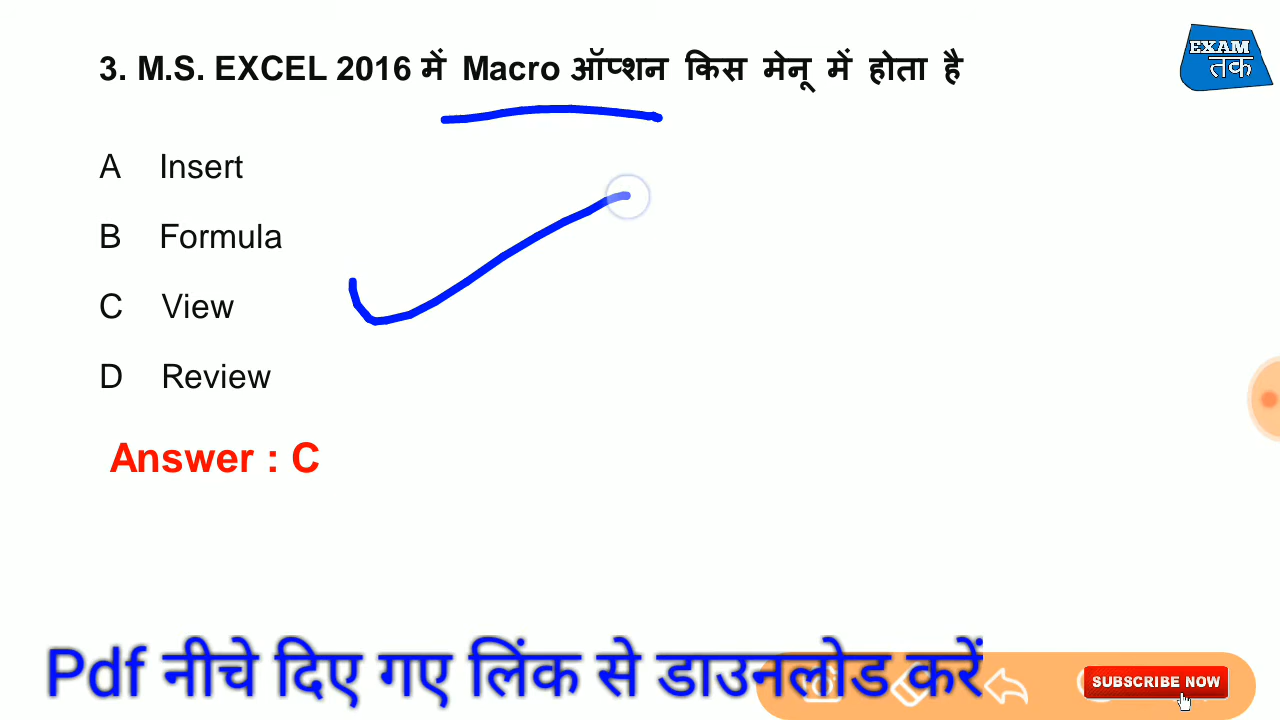 3. M.S. EXCEL 2016 में Macro ऑप्शन किस मेनू में होता है
EXAM
तक
A Insert
B Formula
C View
D Review
Answer : C
Pdf नीचे दिए गए लिंक से डाउनलोड करें
SUBSCRIBE NOW